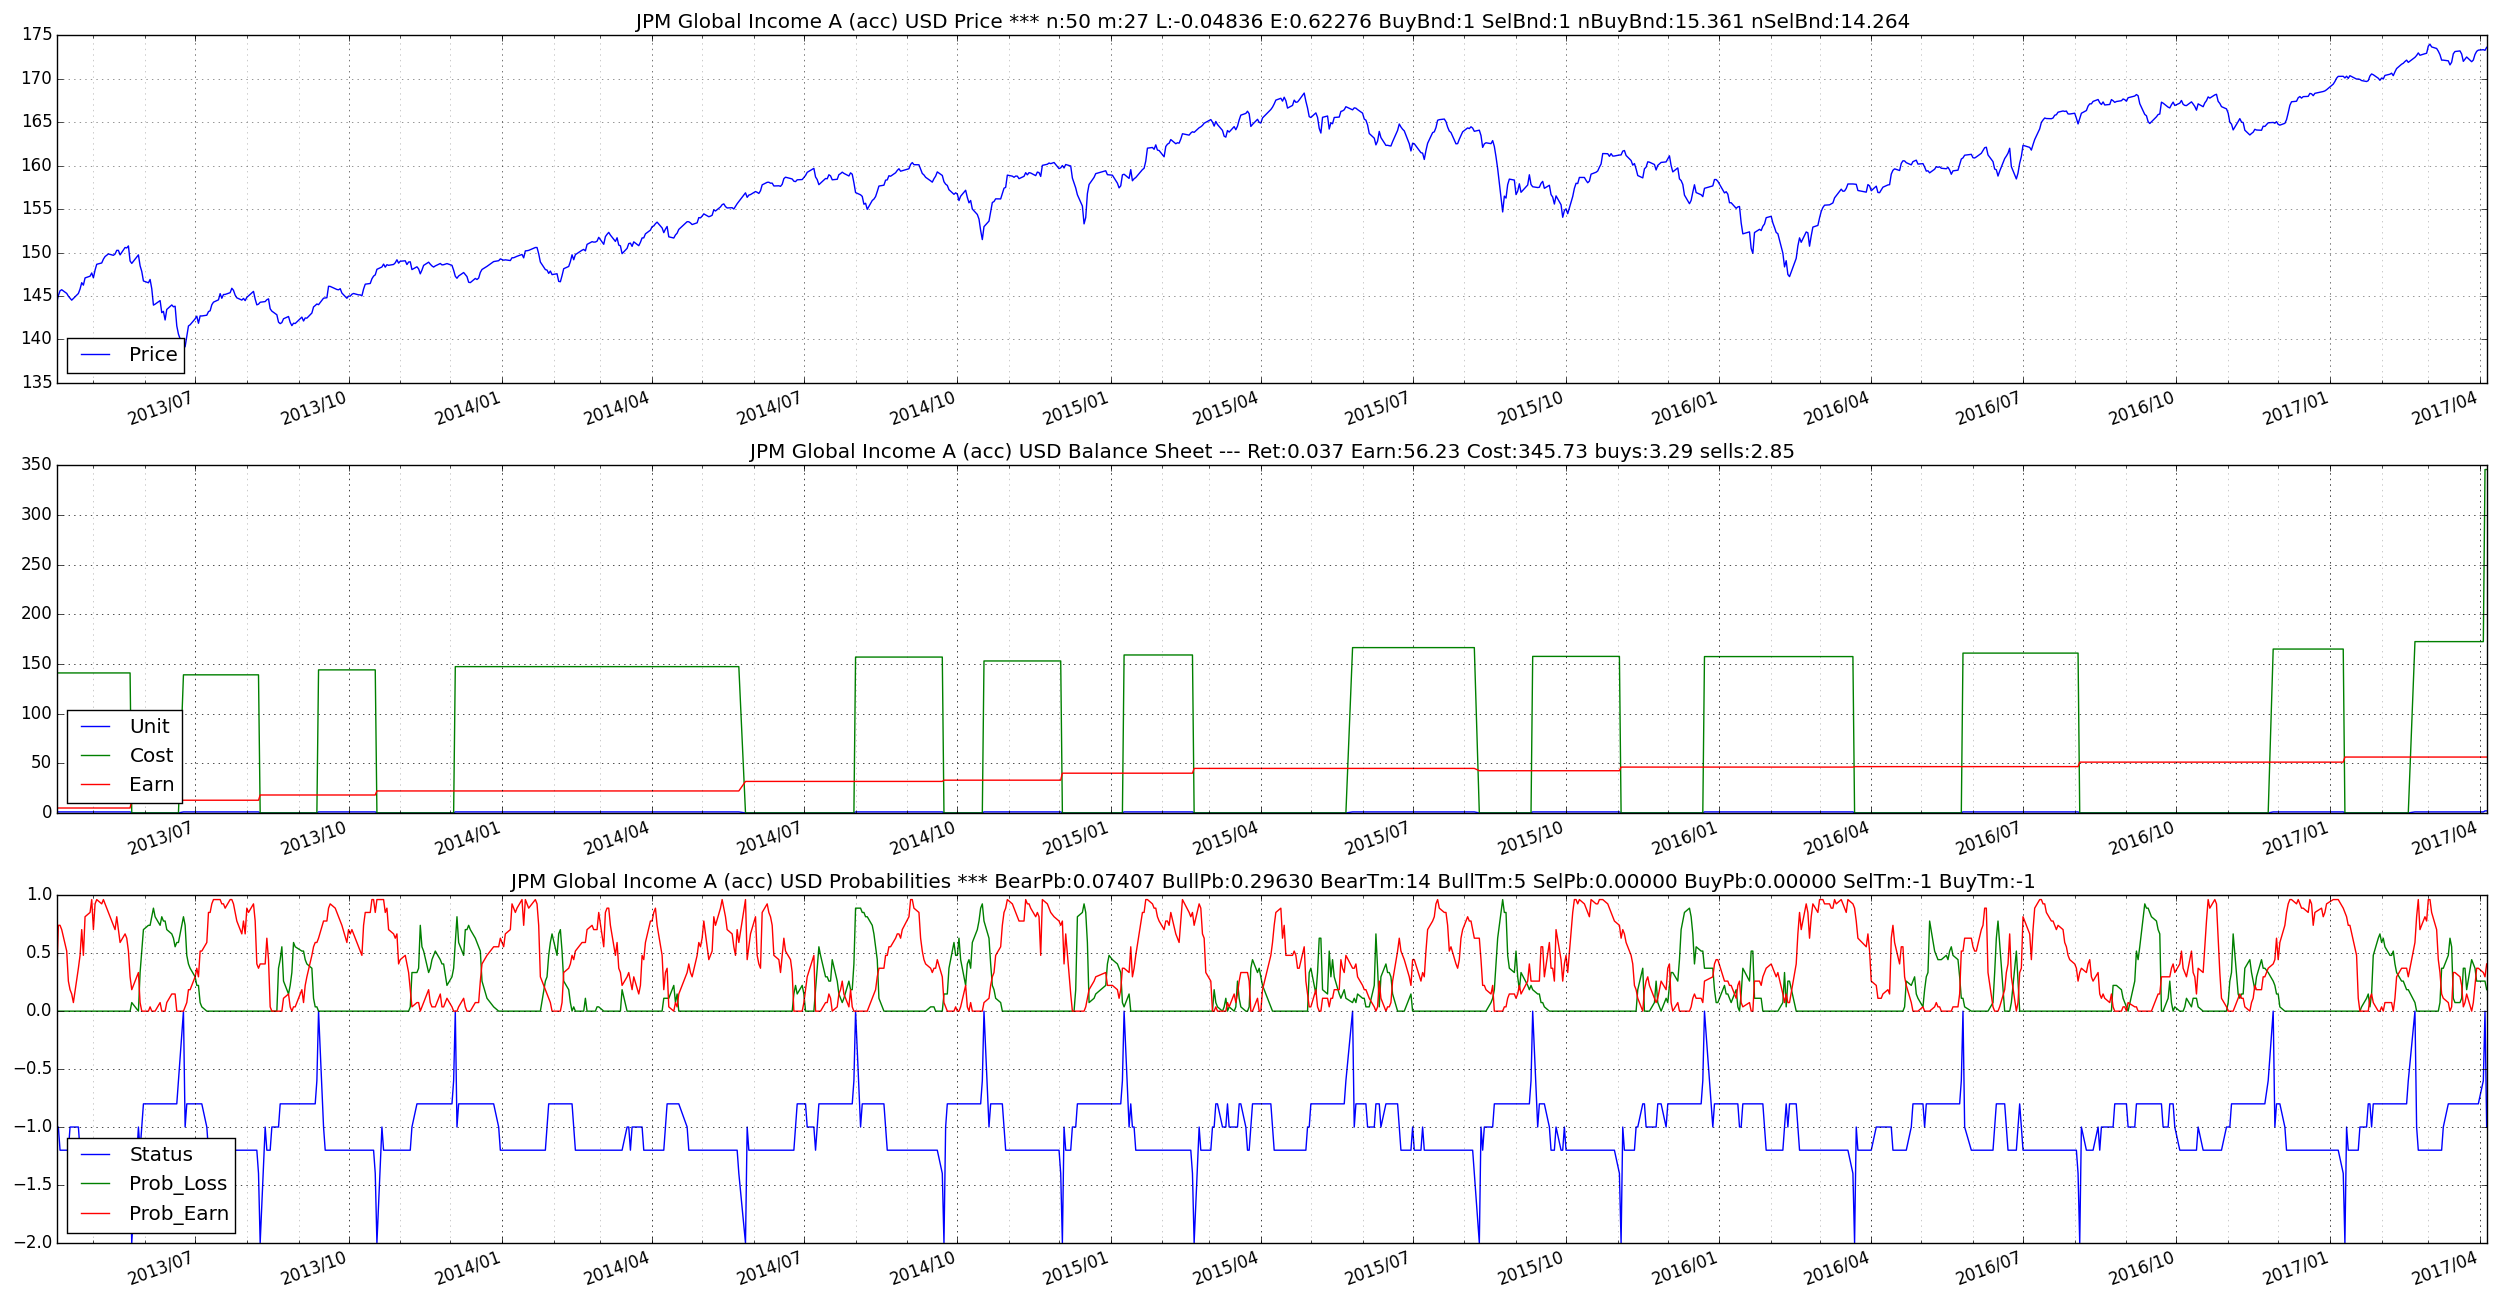 JPM Global Income A (acc) USD Price *** n:50 m:27 L:-0.04836 E:0.62276 BuyBnd:1 SelBnd:1 nBuyBnd:15.361 nSelBnd:14.264
175
170
165
160
155
150
145
140
135
Price
2013/07 2013/10 2014/01 2014/04 2014/07 2014/10 2015/01 2015/04 2015/07 2015/10 2016/01 2016/04 2016/07 2016/10 2017/01 2017/04
JPM Global Income A (acc) USD Balance Sheet --- Ret:0.037 Earn:56.23 Cost:345.73 buys:3.29 sells:2.85
350
300
250
200
150
100
50
0
Unit
Cost
Earn
2013/07 2013/10 2014/01 2014/04 2014/07 2014/10 2015/01 2015/04 2015/07 2015/10 2016/01 2016/04 2016/07 2016/10 2017/01 2017/04
JPM Global Income A (acc) USD Probabilities *** BearPb:0.07407 BullPb:0.29630 BearTm:14 BullTm:5 SelPb:0.00000 BuyPb:0.00000 SelTm:-1 BuyTm:-1
1.0
0.5
0.0
−0.5
−1.0
−1.5
−2.0
Status
Prob_Loss
Prob_Earn
2013/07 2013/10 2014/01 2014/04 2014/07 2014/10 2015/01 2015/04 2015/07 2015/10 2016/01 2016/04 2016/07 2016/10 2017/01 2017/04